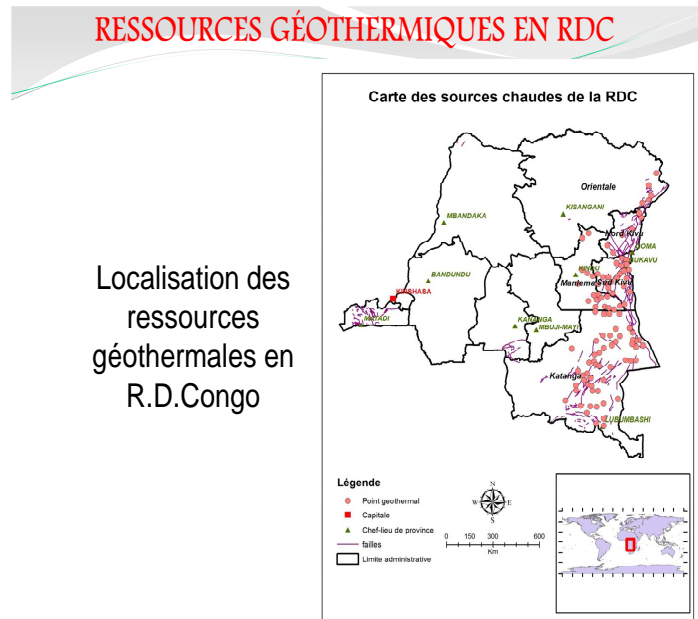 RESSOURCES GÉOTHERMIQUES EN RDC
Localisation des
ressources
géothermales en
R.D.Congo
Carte des sources chaudes de la RDC
Orientale
KISANGANI
MBANDAKA
Nord Kivu
GOMA
BUKAVU
KINDU
BANDUNDU
Maniema
Sud Kivu
KINSHASA
MATADI
KANANGA
MBUJI-MAYI
Katanga
LUBUMBASHI
Légende
Point geothermal
Capitale
Chef-lieu de province
failles
Limite administrative
N
W
E
S
0 150 300 600
Km